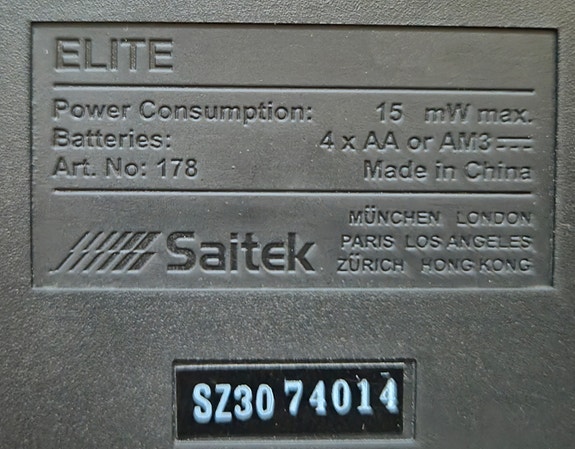 ELITE
Power Consumption: 15 mW max.
Batteries: 4 x AA or AM3⎓
Art. No: 178 Made in China
Saitek
MÜNCHEN LONDON
PARIS LOS ANGELES
ZÜRICH HONG KONG
SZ30 74014